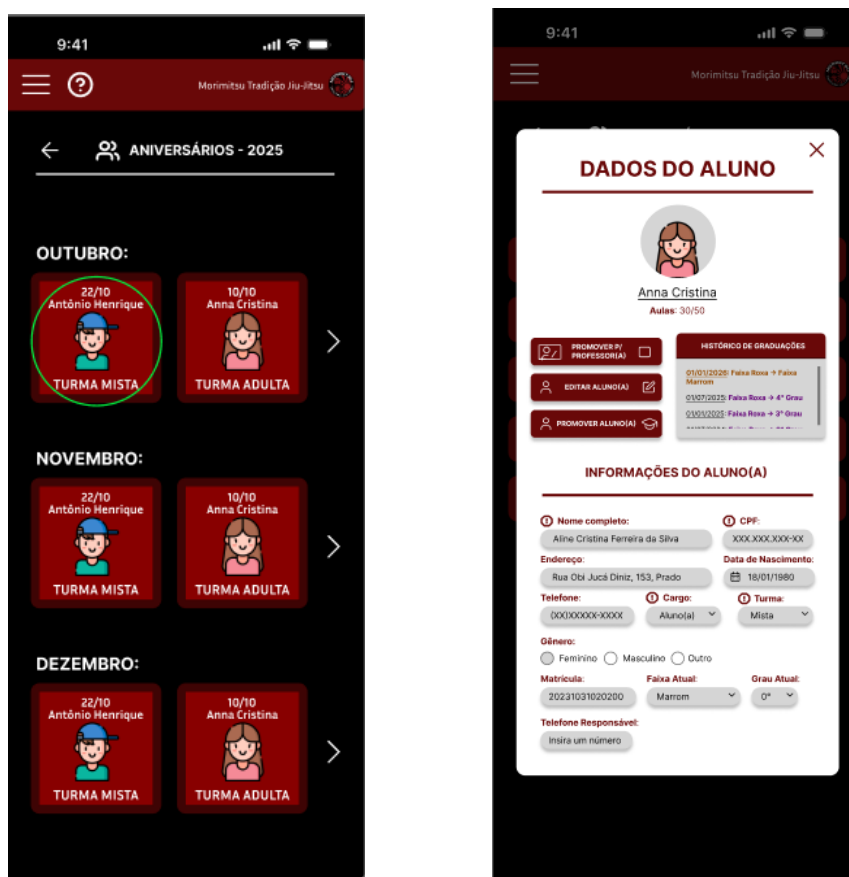 9:41
Morimitsu Tradição Jiu-Jitsu
ANIVERSÁRIOS - 2025
OUTUBRO:
22/10
Antônio Henrique
TURMA MISTA
10/10
Anna Cristina
TURMA ADULTA
NOVEMBRO:
22/10
Antônio Henrique
TURMA MISTA
10/10
Anna Cristina
TURMA ADULTA
DEZEMBRO:
22/10
Antônio Henrique
TURMA MISTA
10/10
Anna Cristina
TURMA ADULTA
9:41
Morimitsu Tradição Jiu-Jitsu
DADOS DO ALUNO
Anna Cristina
Aulas: 30/50
PROMOVER P/
PROFESSOR(A)
EDITAR ALUNO(A)
PROMOVER ALUNO(A)
HISTÓRICO DE GRADUAÇÕES
01/01/2026: Faixa Roxa → Faixa
Marrom
01/07/2025: Faixa Roxa → 4° Grau
01/01/2025: Faixa Roxa → 3° Grau
INFORMAÇÕES DO ALUNO(A)
Nome completo: CPF:
Aline Cristina Ferreira da Silva XXX.XXX.XXX-XX
Endereço: Data de Nascimento:
Rua Obi Jucá Diniz, 153, Prado 18/01/1980
Telefone: Cargo: Turma:
(XX)XXXXX-XXXX Aluno(a) Mista
Gênero:
Feminino Masculino Outro
Matrícula: Faixa Atual: Grau Atual:
20231031020200 Marrom 0°
Telefone Responsável:
Insira um número